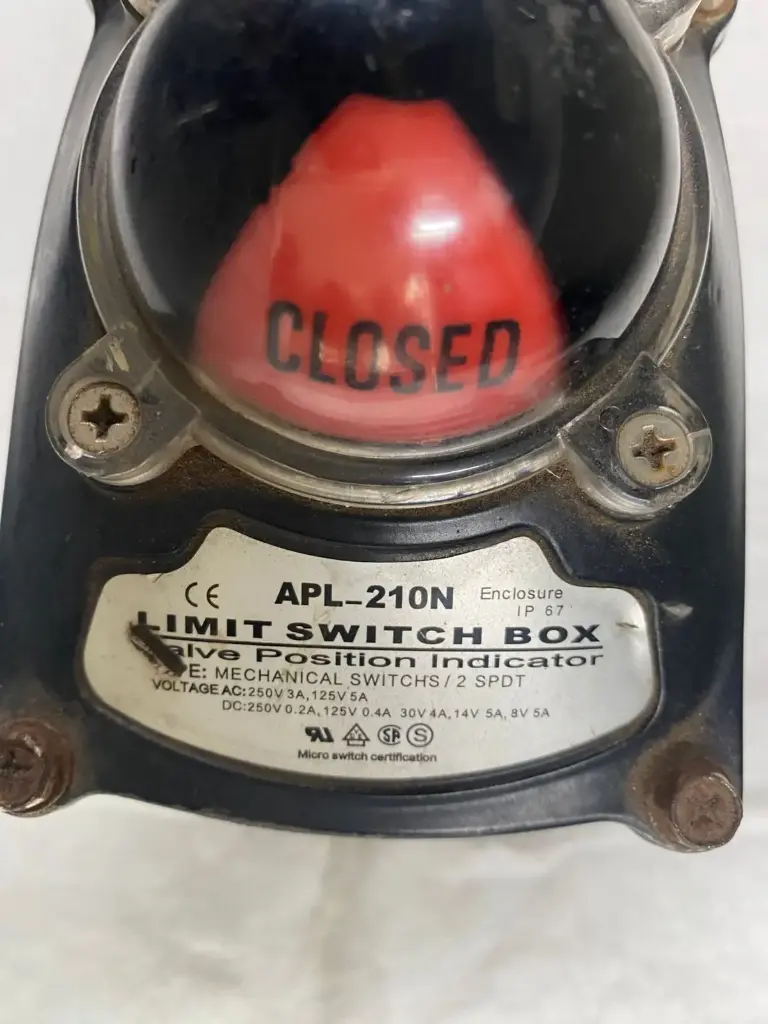 CLOSED
CE
APL-210N
Enclosure
IP 67
LIMIT SWITCH BOX
Position Indicator
MECHANICAL SWITCHS / 2 SPDT
VOLTAGE AC: 250V 3A, 125V 5A
DC: 250V 0.2A, 125V 0.4A 30V 4A, 14V 5A, 8V 5A
Micro switch certification